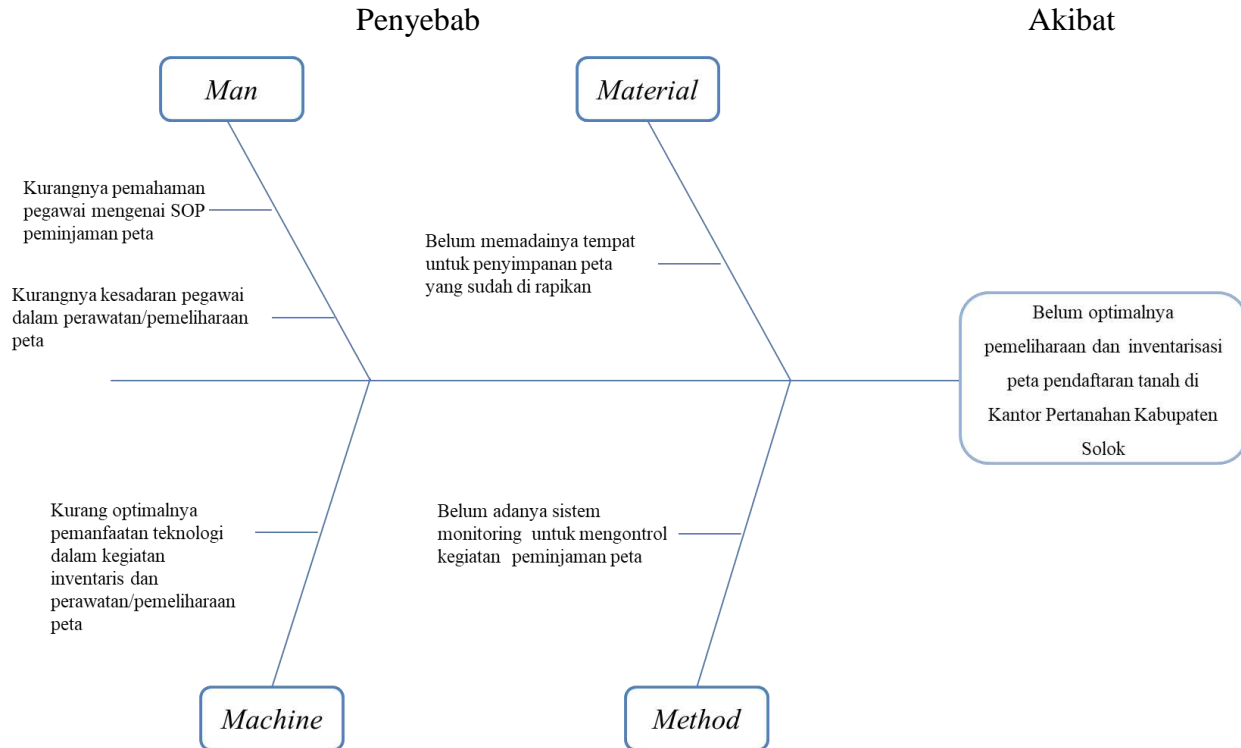 Penyebab
Akibat
Man
Material
Kurangnya pemahaman
pegawai mengenai SOP
peminjaman peta
Belum memadainya tempat
untuk penyimpanan peta
yang sudah di rapikan
Kurangnya kesadaran pegawai
dalam perawatan/pemeliharaan
peta
Belum optimalnya
pemeliharaan dan inventarisasi
peta pendaftaran tanah di
Kantor Pertanahan Kabupaten
Solok
Kurang optimalnya
pemanfaatan teknologi
dalam kegiatan
inventaris dan
perawatan/pemeliharaan
peta
Belum adanya sistem
monitoring untuk mengontrol
kegiatan peminjaman peta
Machine
Method